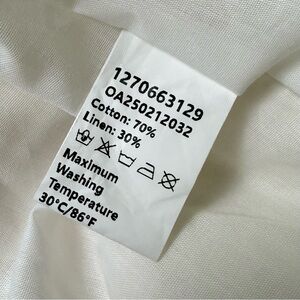 1270663129
OA250212032
Cotton: 70%
Linen: 30%
Maximum
Washing
Temperature
30°C/86°F